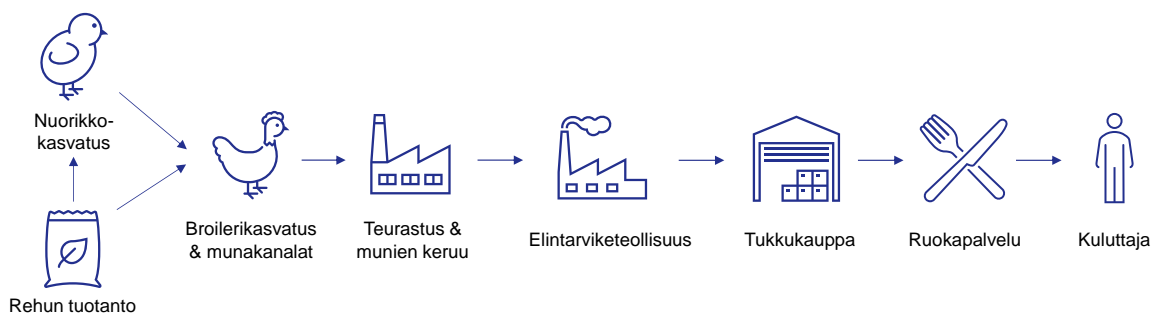 Nuorikko-
kasvatus
Rehun tuotanto
Broilerikasvatus
& munakanalat
Teurastus &
munien keruu
Elintarviketeollisuus
Tukkukauppa
Ruokapalvelu
Kuluttaja